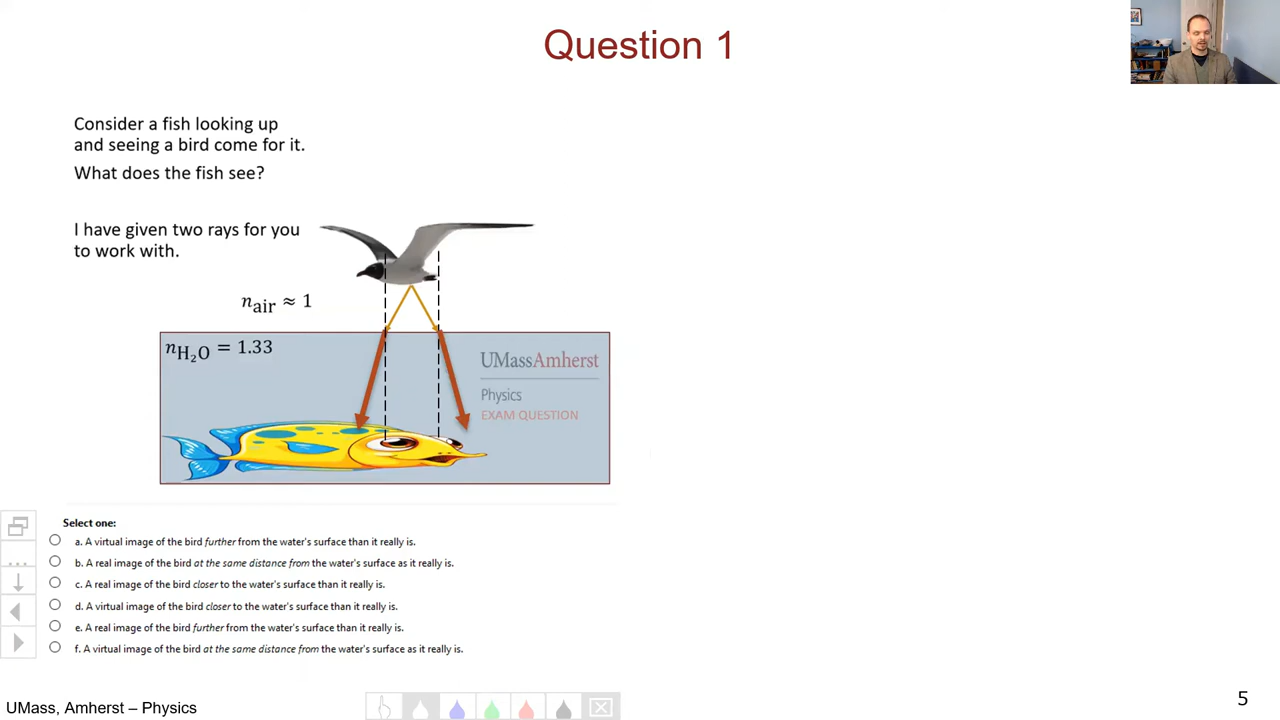 Question 1
Consider a fish looking up
and seeing a bird come for it.
What does the fish see?
I have given two rays for you
to work with.
n_air ≈ 1
n_H₂O = 1.33
UMassAmherst
Physics
EXAM QUESTION
Select one:
a. A virtual image of the bird further from the water's surface than it really is.
b. A real image of the bird at the same distance from the water's surface as it really is.
c. A real image of the bird closer to the water's surface than it really is.
d. A virtual image of the bird closer to the water's surface than it really is.
e. A real image of the bird further from the water's surface than it really is.
f. A virtual image of the bird at the same distance from the water's surface as it really is.
UMass, Amherst – Physics
5